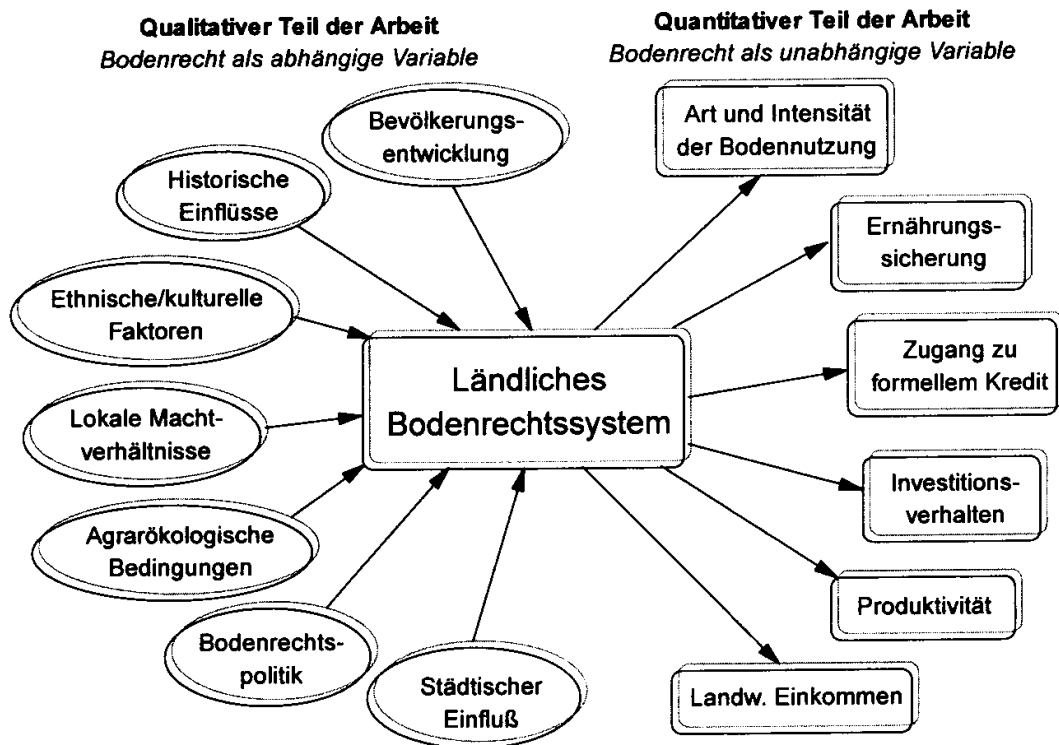 Qualitativer Teil der Arbeit
Bodenrecht als abhängige Variable
Quantitativer Teil der Arbeit
Bodenrecht als unabhängige Variable
Bevölkerungs-
entwicklung
Historische
Einflüsse
Ethnische/kulturelle
Faktoren
Lokale Macht-
verhältnisse
Agrarökologische
Bedingungen
Bodenrechts-
politik
Städtischer
Einfluß
Ländliches
Bodenrechtssystem
Art und Intensität
der Bodennutzung
Ernährungs-
sicherung
Zugang zu
formellem Kredit
Investitions-
verhalten
Produktivität
Landw. Einkommen